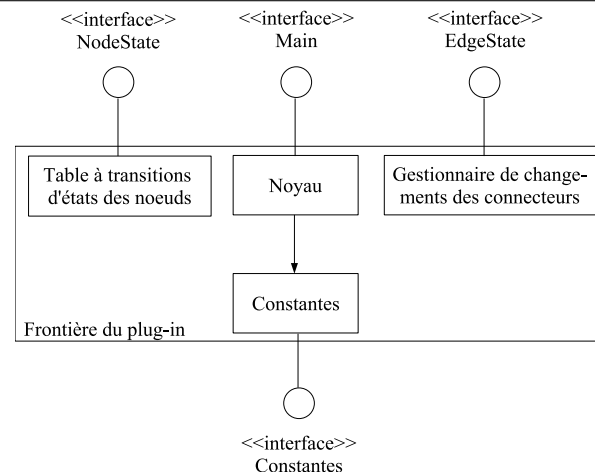 <<interface>>
NodeState
<<interface>>
Main
<<interface>>
EdgeState
Table à transitions
d'états des noeuds
Noyau
Gestionnaire de change-
ments des connecteurs
Constantes
Frontière du plug-in
<<interface>>
Constantes